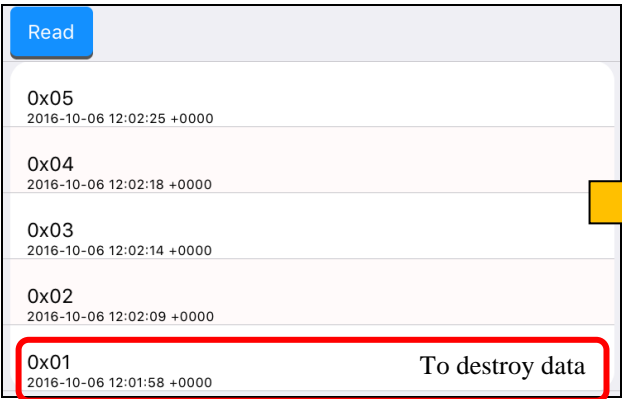 Read
0x05
2016-10-06 12:02:25 +0000
0x04
2016-10-06 12:02:18 +0000
0x03
2016-10-06 12:02:14 +0000
0x02
2016-10-06 12:02:09 +0000
0x01
To destroy data
2016-10-06 12:01:58 +0000